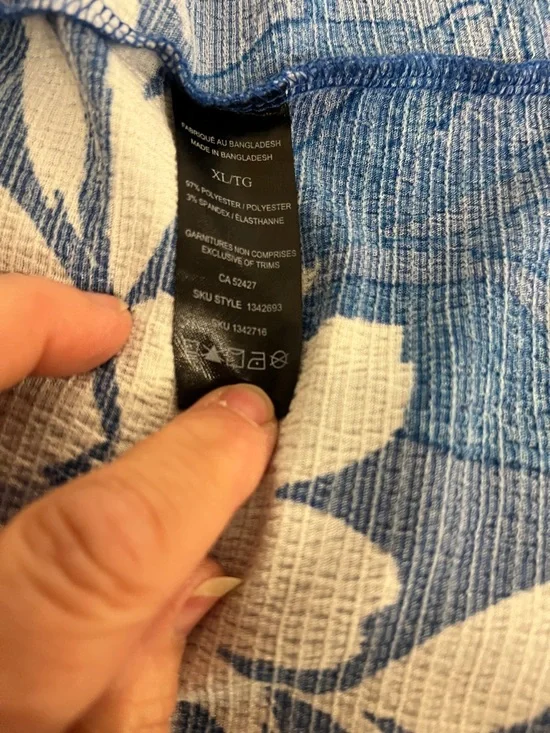 FABRIQUÉ AU BANGLADESH
MADE IN BANGLADESH
XL/TG
97% POLYESTER / POLYESTER
3% SPANDEX / ÉLASTHANNE
GARNITURES NON COMPRISES
EXCLUSIVE OF TRIMS
CA 52427
SKU STYLE 1342693
SKU 1342716